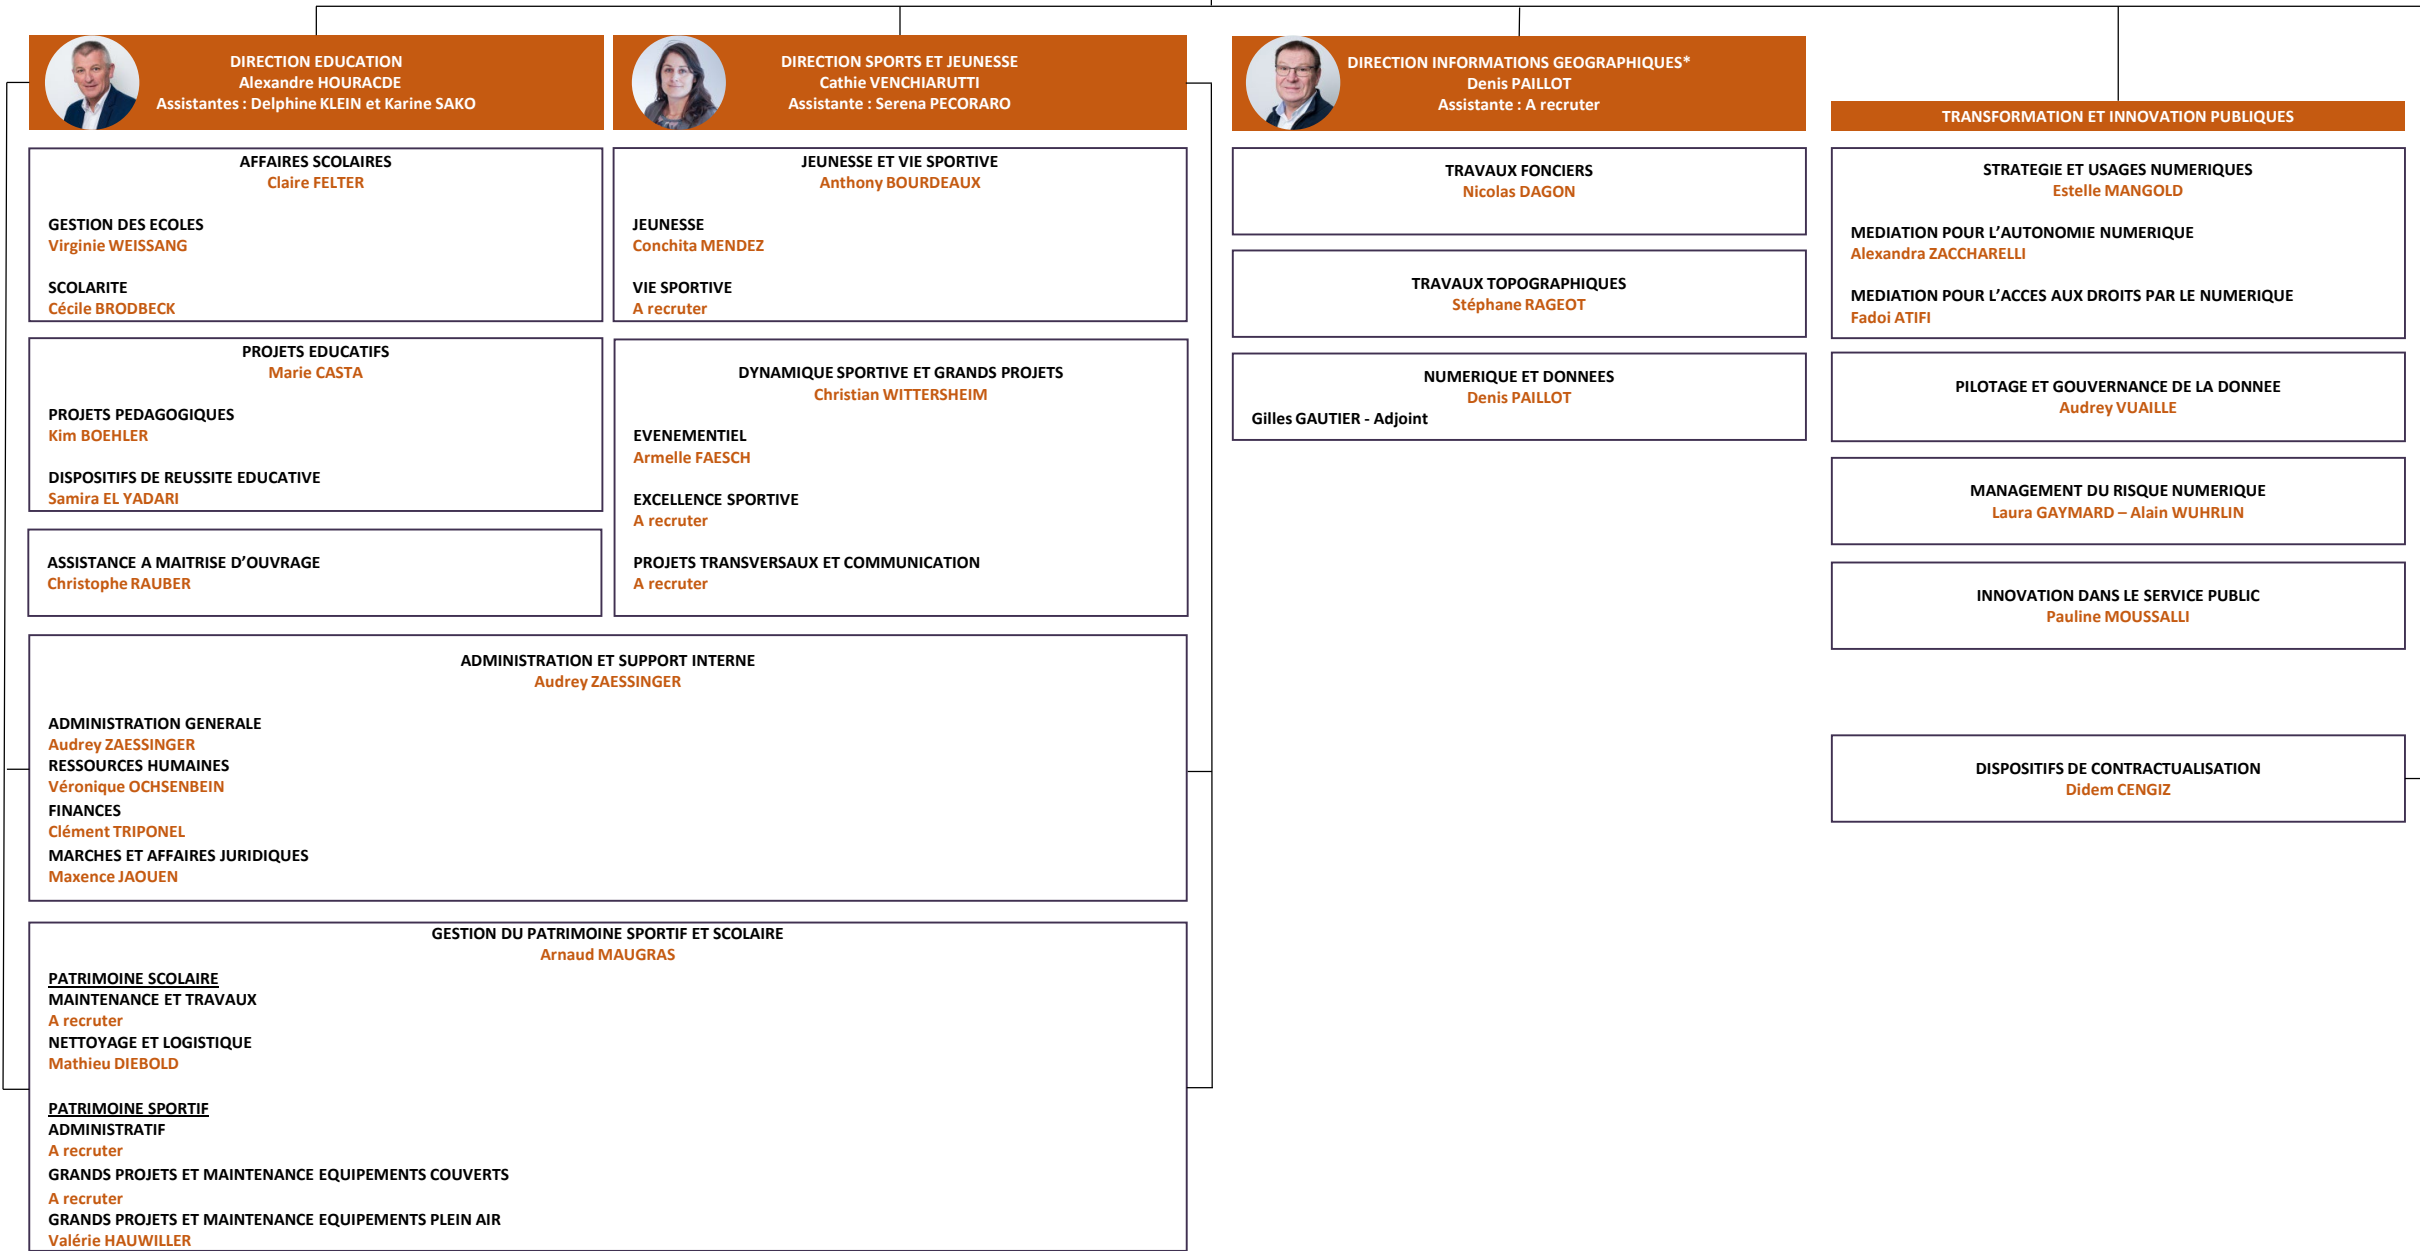 DIRECTION EDUCATION
Alexandre HOURACDE
Assistantes : Delphine KLEIN et Karine SAKO
AFFAIRES SCOLAIRES
Claire FELTER
GESTION DES ECOLES
Virginie WEISSANG
SCOLARITE
Cécile BRODBECK
PROJETS EDUCATIFS
Marie CASTA
PROJETS PEDAGOGIQUES
Kim BOEHLER
DISPOSITIFS DE REUSSITE EDUCATIVE
Samira EL YADARI
ASSISTANCE A MAITRISE D’OUVRAGE
Christophe RAUBER
DIRECTION SPORTS ET JEUNESSE
Cathie VENCHIARUTTI
Assistante : Serena PECORARO
JEUNESSE ET VIE SPORTIVE
Anthony BOURDEAUX
JEUNESSE
Conchita MENDEZ
VIE SPORTIVE
A recruter
DYNAMIQUE SPORTIVE ET GRANDS PROJETS
Christian WITTERSHEIM
EVENEMENTIEL
Armelle FAESCH
EXCELLENCE SPORTIVE
A recruter
PROJETS TRANSVERSAUX ET COMMUNICATION
A recruter
ADMINISTRATION ET SUPPORT INTERNE
Audrey ZAESSINGER
ADMINISTRATION GENERALE
Audrey ZAESSINGER
RESSOURCES HUMAINES
Véronique OCHSENBEIN
FINANCES
Clément TRIPONEL
MARCHES ET AFFAIRES JURIDIQUES
Maxence JAOUEN
GESTION DU PATRIMOINE SPORTIF ET SCOLAIRE
Arnaud MAUGRAS
PATRIMOINE SCOLAIRE
MAINTENANCE ET TRAVAUX
A recruter
NETTOYAGE ET LOGISTIQUE
Mathieu DIEBOLD
PATRIMOINE SPORTIF
ADMINISTRATIF
A recruter
GRANDS PROJETS ET MAINTENANCE EQUIPEMENTS COUVERTS
A recruter
GRANDS PROJETS ET MAINTENANCE EQUIPEMENTS PLEIN AIR
Valérie HAUWILLER
DIRECTION INFORMATIONS GEOGRAPHIQUES*
Denis PAILLOT
Assistante : A recruter
TRAVAUX FONCIERS
Nicolas DAGON
TRAVAUX TOPOGRAPHIQUES
Stéphane RAGEOT
NUMERIQUE ET DONNEES
Denis PAILLOT
Gilles GAUTIER - Adjoint
TRANSFORMATION ET INNOVATION PUBLIQUES
STRATEGIE ET USAGES NUMERIQUES
Estelle MANGOLD
MEDIATION POUR L’AUTONOMIE NUMERIQUE
Alexandra ZACCHARELLI
MEDIATION POUR L’ACCES AUX DROITS PAR LE NUMERIQUE
Fadoi ATIFI
PILOTAGE ET GOUVERNANCE DE LA DONNEE
Audrey VUAILLE
MANAGEMENT DU RISQUE NUMERIQUE
Laura GAYMARD – Alain WUHRLIN
INNOVATION DANS LE SERVICE PUBLIC
Pauline MOUSSALLI
DISPOSITIFS DE CONTRACTUALISATION
Didem CENGIZ